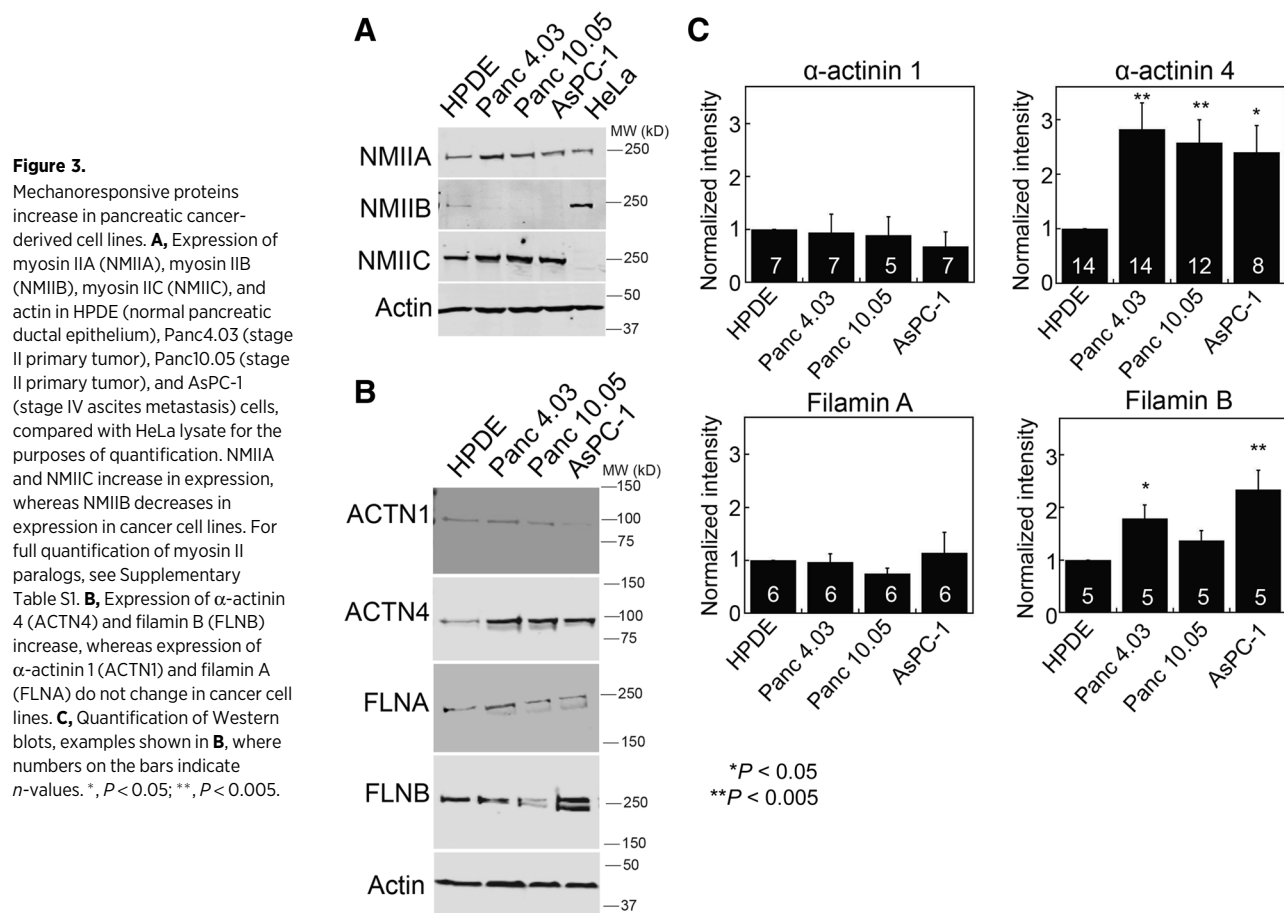 Figure 3.
Mechanoresponsive proteins
increase in pancreatic cancer-
derived cell lines. A, Expression of
myosin IIA (NMIIA), myosin IIB
(NMIIB), myosin IIC (NMIIC), and
actin in HPDE (normal pancreatic
ductal epithelium), Panc4.03 (stage
II primary tumor), Panc10.05 (stage
II primary tumor), and AsPC-1
(stage IV ascites metastasis) cells,
compared with HeLa lysate for the
purposes of quantification. NMIIA
and NMIIC increase in expression,
whereas NMIIB decreases in
expression in cancer cell lines. For
full quantification of myosin II
paralogs, see Supplementary
Table S1. B, Expression of α-actinin
4 (ACTN4) and filamin B (FLNB)
increase, whereas expression of
α-actinin 1 (ACTN1) and filamin A
(FLNA) do not change in cancer cell
lines. C, Quantification of Western
blots, examples shown in B, where
numbers on the bars indicate
n-values. *, P < 0.05; **, P < 0.005.
A
HPDE
Panc 4.03
Panc 10.05
AsPC-1
HeLa
MW (kD)
NMIIA
250
NMIIB
250
NMIIC
250
50
Actin
37
B
HPDE
Panc 4.03
Panc 10.05
AsPC-1
MW (kD)
150
ACTN1
100
75
150
ACTN4
100
75
FLNA
250
150
FLNB
250
150
50
Actin
37
C
α-actinin 1
Normalized intensity
3
2
1
0
7 7 5 7
HPDE
Panc 4.03
Panc 10.05
AsPC-1
α-actinin 4
Normalized intensity
3
2
1
0
** ** *
14 14 12 8
HPDE
Panc 4.03
Panc 10.05
AsPC-1
Filamin A
Normalized intensity
3
2
1
0
6 6 6 6
HPDE
Panc 4.03
Panc 10.05
AsPC-1
Filamin B
Normalized intensity
3
2
1
0
* **
5 5 5 5
HPDE
Panc 4.03
Panc 10.05
AsPC-1
*P < 0.05
**P < 0.005